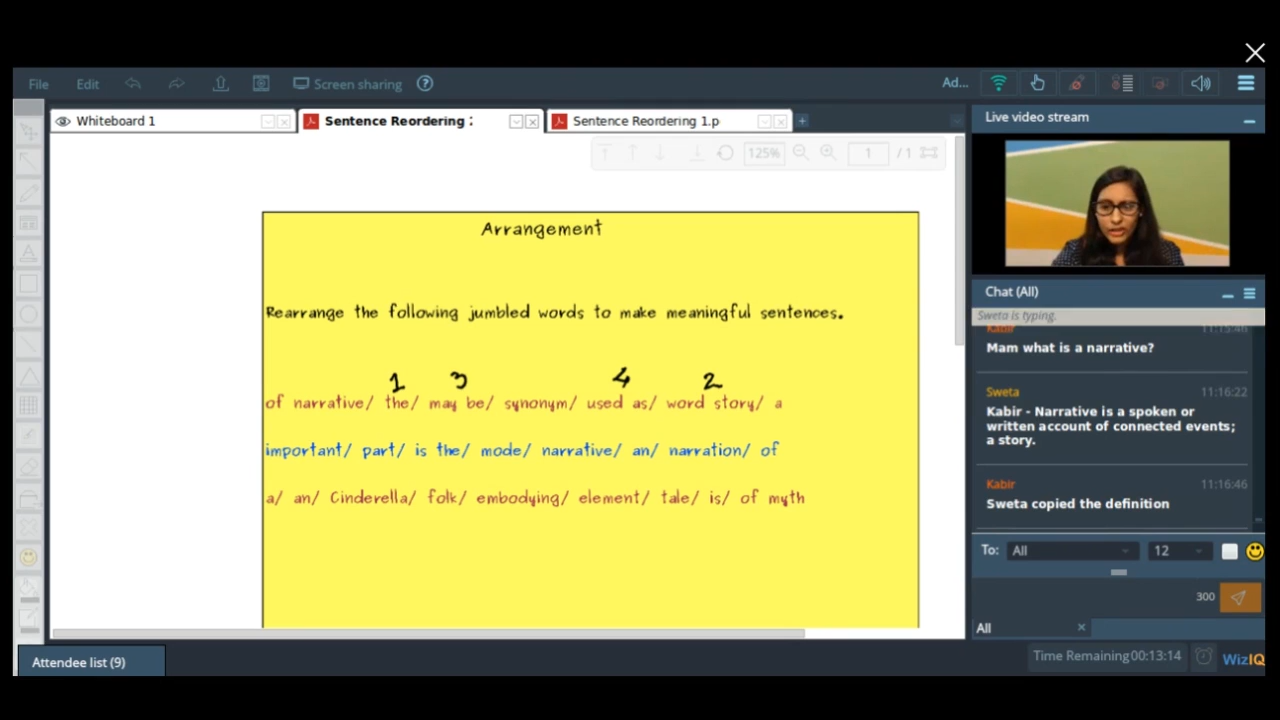 File Edit Screen sharing ? Ad...
Whiteboard 1 Sentence Reordering : Sentence Reordering 1.p +
Live video stream
125% 1 / 1
Arrangement
Rearrange the following jumbled words to make meaningful sentences.
1 3 4 2
of narrative/ the/ may be/ synonym/ used as/ word story/ a
important/ part/ is the/ mode/ narrative/ an/ narration/ of
a/ an/ Cinderella/ folk/ embodying/ element/ tale/ is/ of myth
Chat (All)
Sweta is typing.
Kabir 11:15:46
Mam what is a narrative?
Sweta 11:16:22
Kabir - Narrative is a spoken or
written account of connected events;
a story.
Kabir 11:16:46
Sweta copied the definition
To: All 12
300
All
Attendee list (9)
Time Remaining 00:13:14 WizIQ